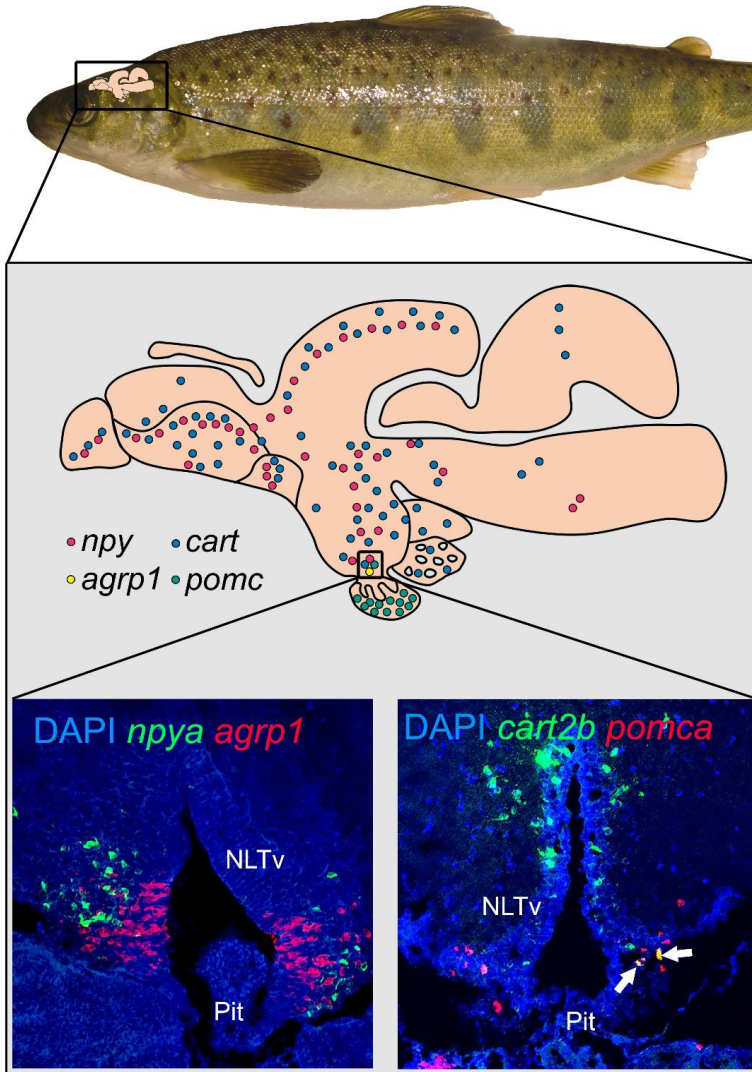 npy cart
agrp1 pomc
DAPI npya agrp1
NLTv
Pit
DAPI cart2b pomca
NLTv
Pit